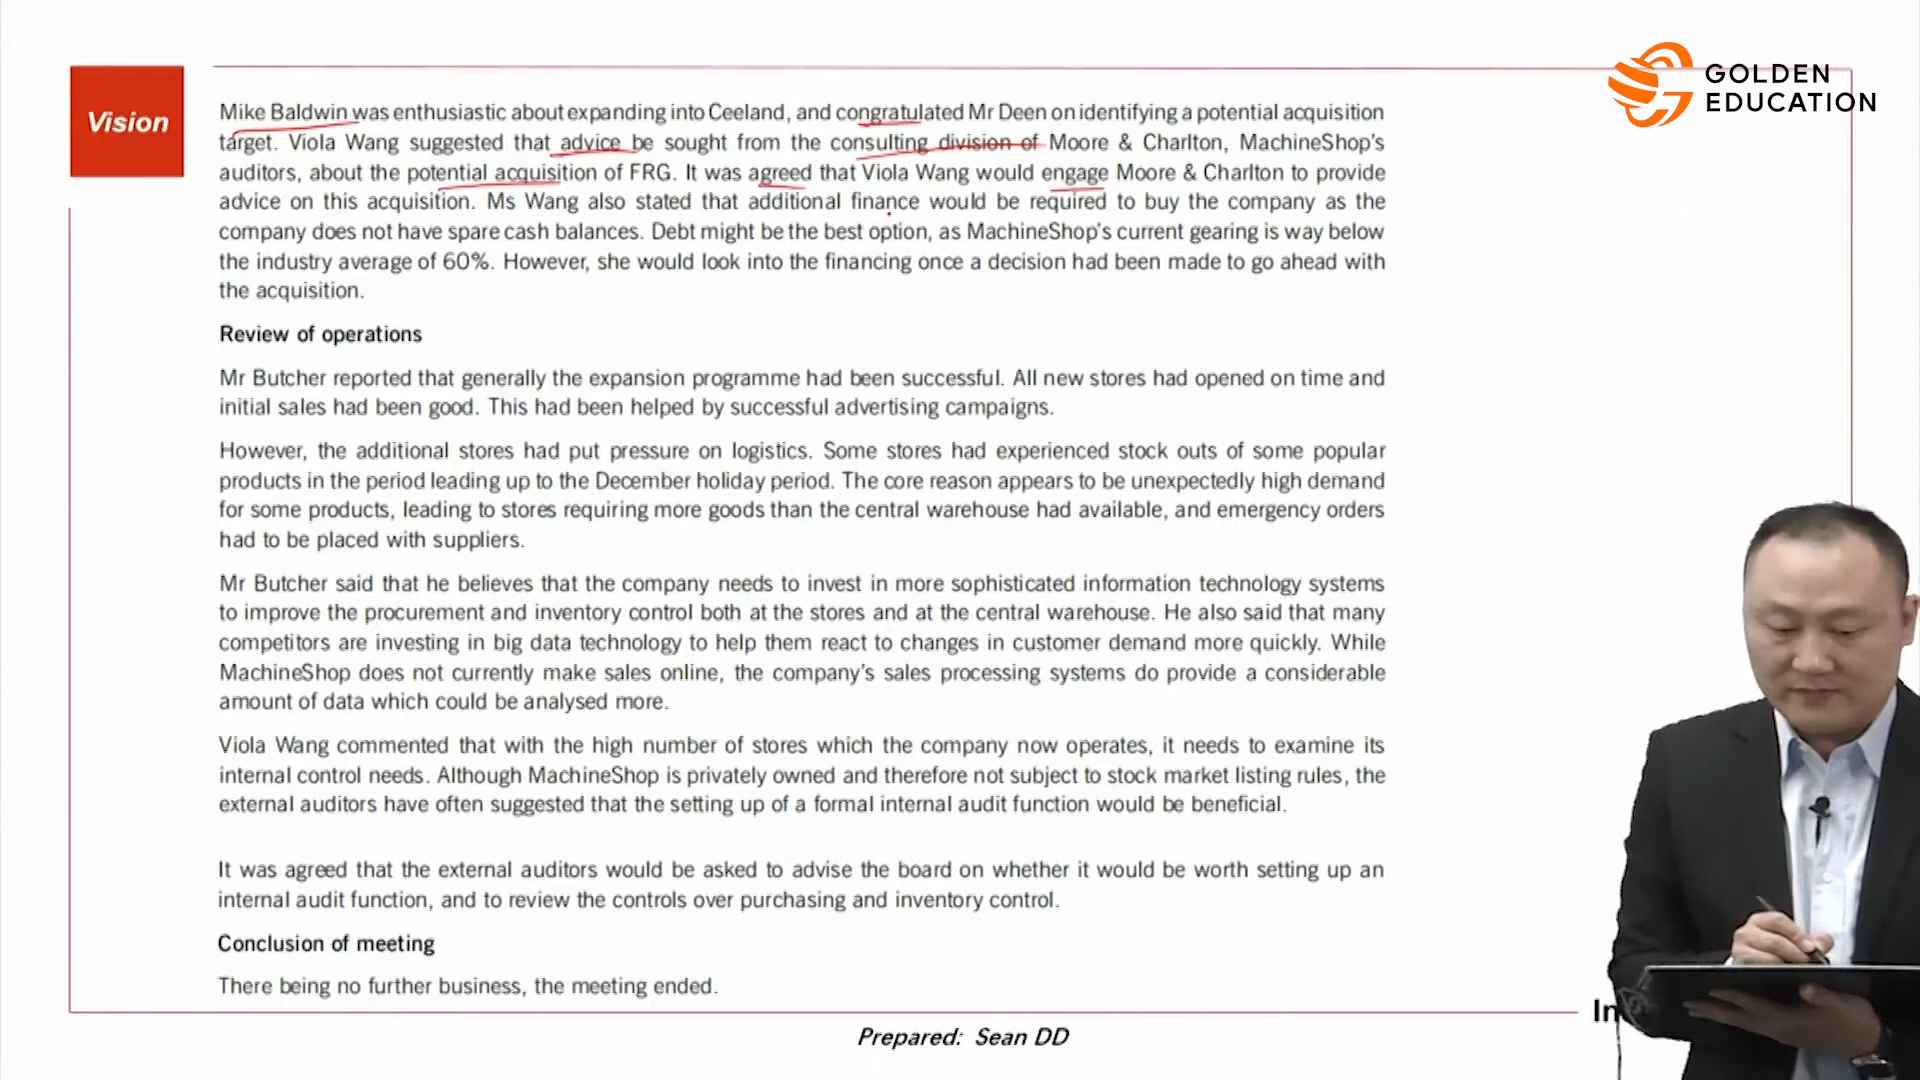 GOLDEN
EDUCATION
Vision
Mike Baldwin was enthusiastic about expanding into Ceeland, and congratulated Mr Deen on identifying a potential acquisition
target. Viola Wang suggested that advice be sought from the consulting division of Moore & Charlton, MachineShop's
auditors, about the potential acquisition of FRG. It was agreed that Viola Wang would engage Moore & Charlton to provide
advice on this acquisition. Ms Wang also stated that additional finance would be required to buy the company as the
company does not have spare cash balances. Debt might be the best option, as MachineShop's current gearing is way below
the industry average of 60%. However, she would look into the financing once a decision had been made to go ahead with
the acquisition.
Review of operations
Mr Butcher reported that generally the expansion programme had been successful. All new stores had opened on time and
initial sales had been good. This had been helped by successful advertising campaigns.
However, the additional stores had put pressure on logistics. Some stores had experienced stock outs of some popular
products in the period leading up to the December holiday period. The core reason appears to be unexpectedly high demand
for some products, leading to stores requiring more goods than the central warehouse had available, and emergency orders
had to be placed with suppliers.
Mr Butcher said that he believes that the company needs to invest in more sophisticated information technology systems
to improve the procurement and inventory control both at the stores and at the central warehouse. He also said that many
competitors are investing in big data technology to help them react to changes in customer demand more quickly. While
MachineShop does not currently make sales online, the company's sales processing systems do provide a considerable
amount of data which could be analysed more.
Viola Wang commented that with the high number of stores which the company now operates, it needs to examine its
internal control needs. Although MachineShop is privately owned and therefore not subject to stock market listing rules, the
external auditors have often suggested that the setting up of a formal internal audit function would be beneficial.
It was agreed that the external auditors would be asked to advise the board on whether it would be worth setting up an
internal audit function, and to review the controls over purchasing and inventory control.
Conclusion of meeting
There being no further business, the meeting ended.
Prepared: Sean DD